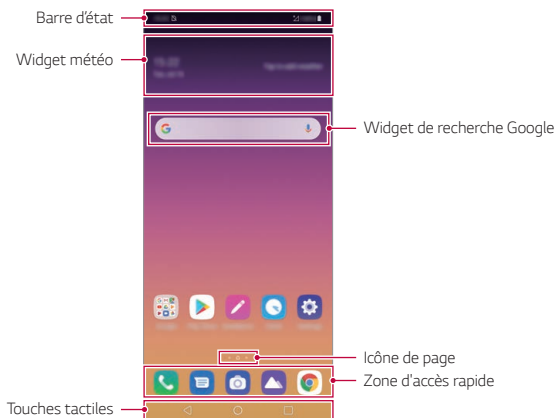 Barre d'état
Widget météo
Widget de recherche Google
Icône de page
Zone d'accès rapide
Touches tactiles